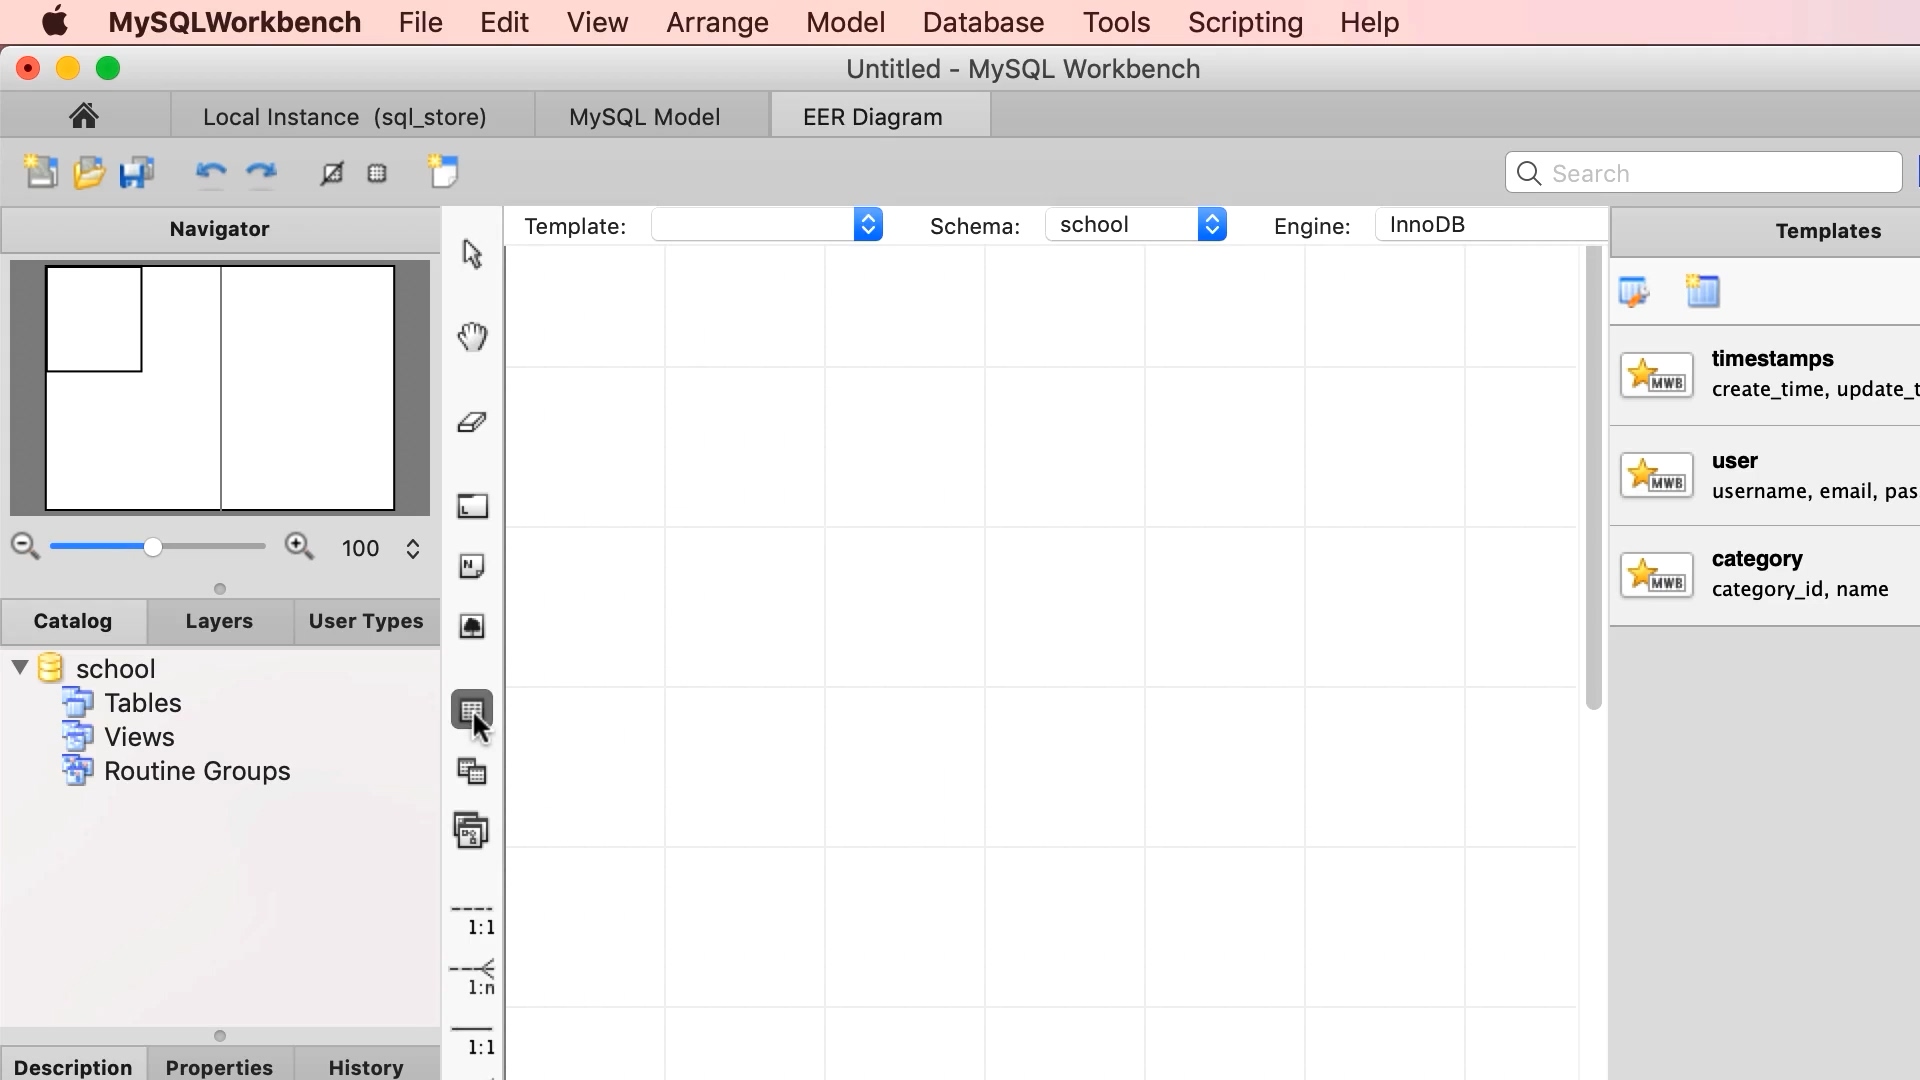 MySQLWorkbench File Edit View Arrange Model Database Tools Scripting Help
Untitled - MySQL Workbench
Local Instance (sql_store) MySQL Model EER Diagram
Search
Navigator
Template: Schema: school Engine: InnoDB
Templates
timestamps
create_time, update_t
user
username, email, pas
category
category_id, name
100
Catalog Layers User Types
school
Tables
Views
Routine Groups
L
N
MWB
MWB
MWB
1:1
1:n
1:1
Description Properties History